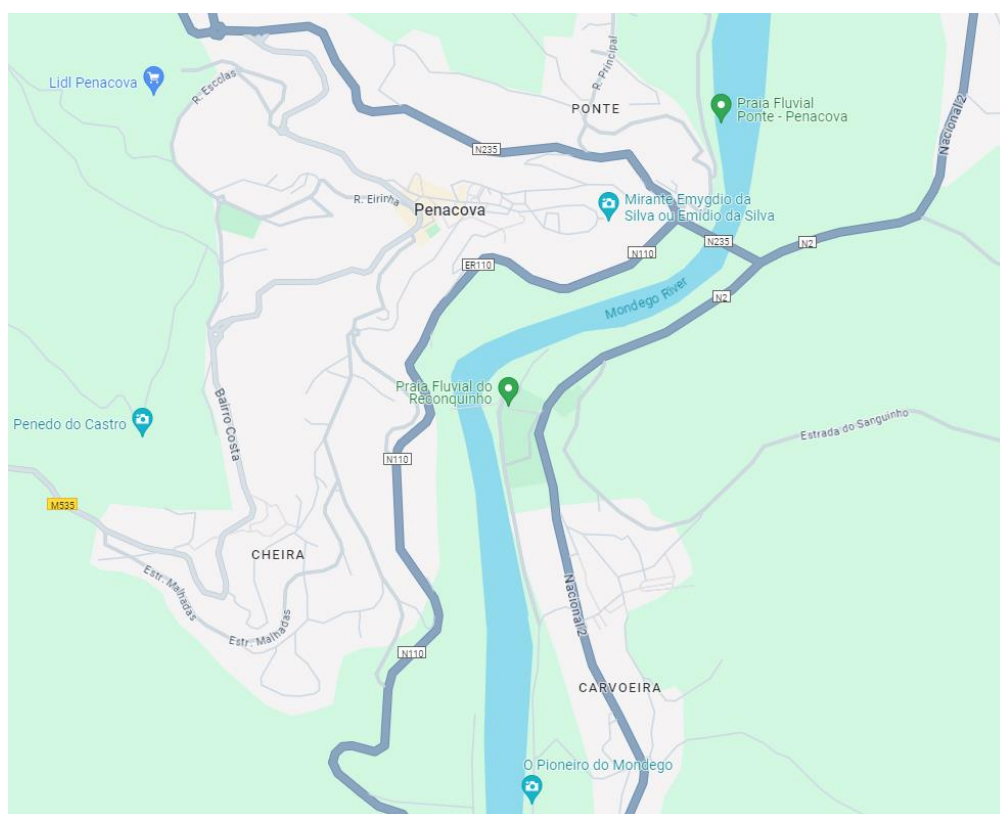 Lidl Penacova
R. Escolas
R. Principal
PONTE
Praia Fluvial
Ponte - Penacova
Nacional 2
N235
R. Eirinha
Penacova
Mirante Emygdio da
Silva ou Emídio da Silva
N235
N2
N110
ER110
Mondego River
N2
Praia Fluvial do
Reconquinho
Bairro Costa
Penedo do Castro
Estrada do Sanguinho
N110
M535
CHEIRA
Estr. Malhadas
Estr. Malhadas
Nacional 2
N110
CARVOEIRA
O Pioneiro do Mondego